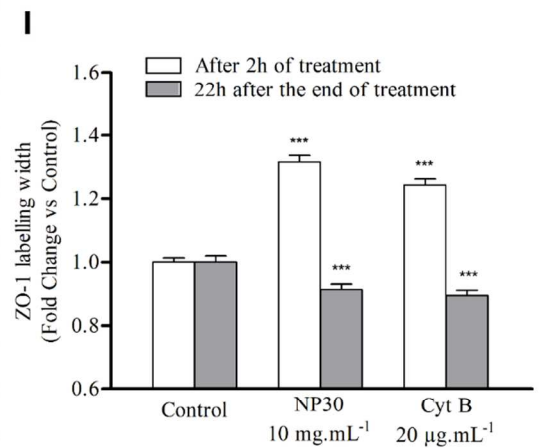 I
After 2h of treatment
22h after the end of treatment
ZO-1 labelling width
(Fold Change vs Control)
1.6
1.4
1.2
1.0
0.8
0.6
***
***
***
***
Control
NP30
10 mg.mL⁻¹
Cyt B
20 µg.mL⁻¹